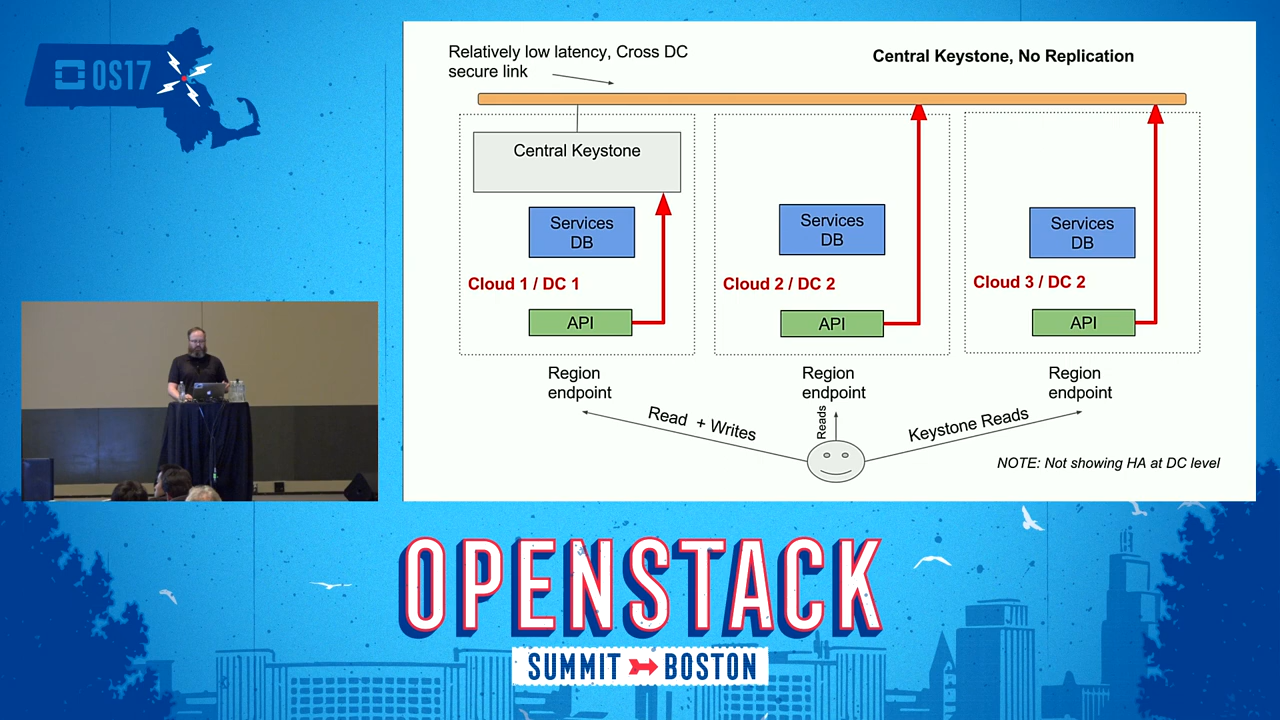 OS17
Relatively low latency, Cross DC
secure link
Central Keystone, No Replication
Central Keystone
Services
DB
Services
DB
Services
DB
Cloud 1 / DC 1
Cloud 2 / DC 2
Cloud 3 / DC 2
API
API
API
Region
endpoint
Region
endpoint
Region
endpoint
Read + Writes
Reads
Keystone Reads
NOTE: Not showing HA at DC level
OPENSTACK
SUMMIT BOSTON